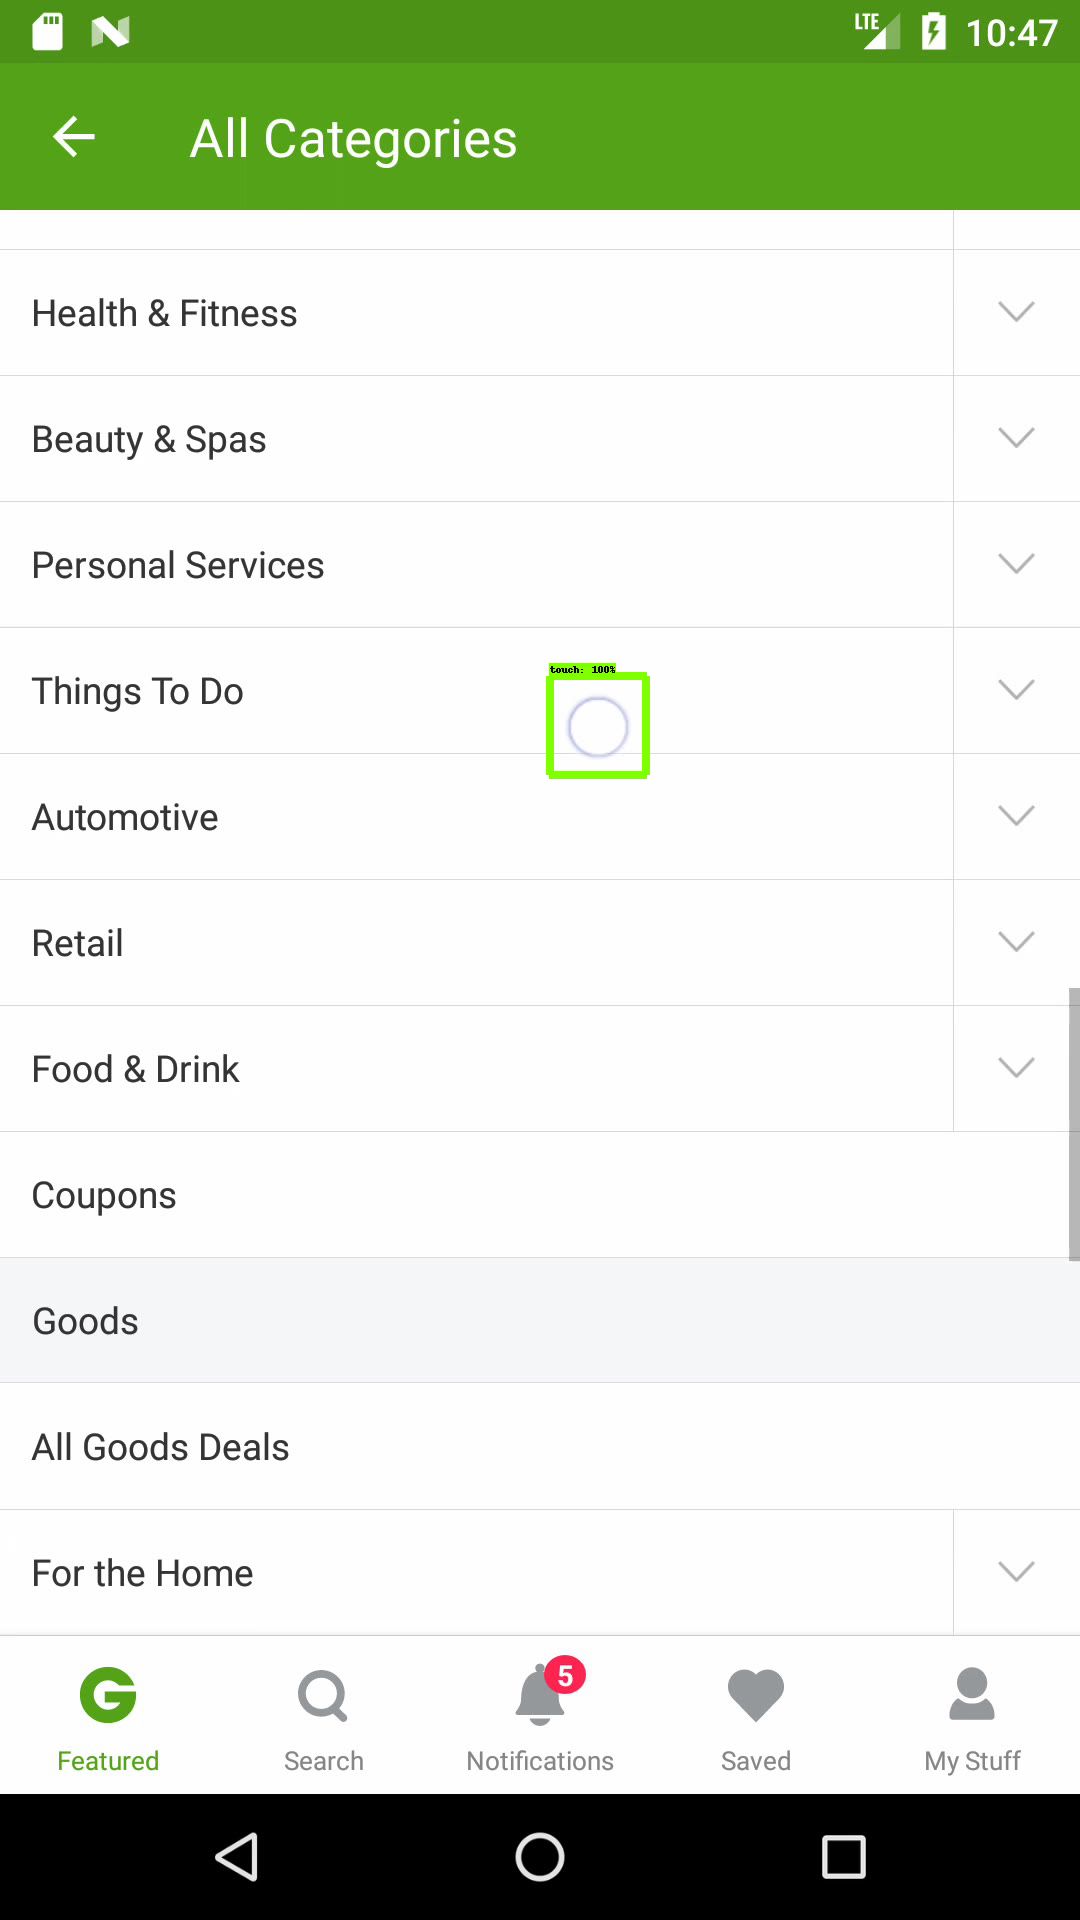 LTE 10:47
All Categories
Health & Fitness
Beauty & Spas
Personal Services
touch: 100%
Things To Do
Automotive
Retail
Food & Drink
Coupons
Goods
All Goods Deals
For the Home
5
Featured Search Notifications Saved My Stuff